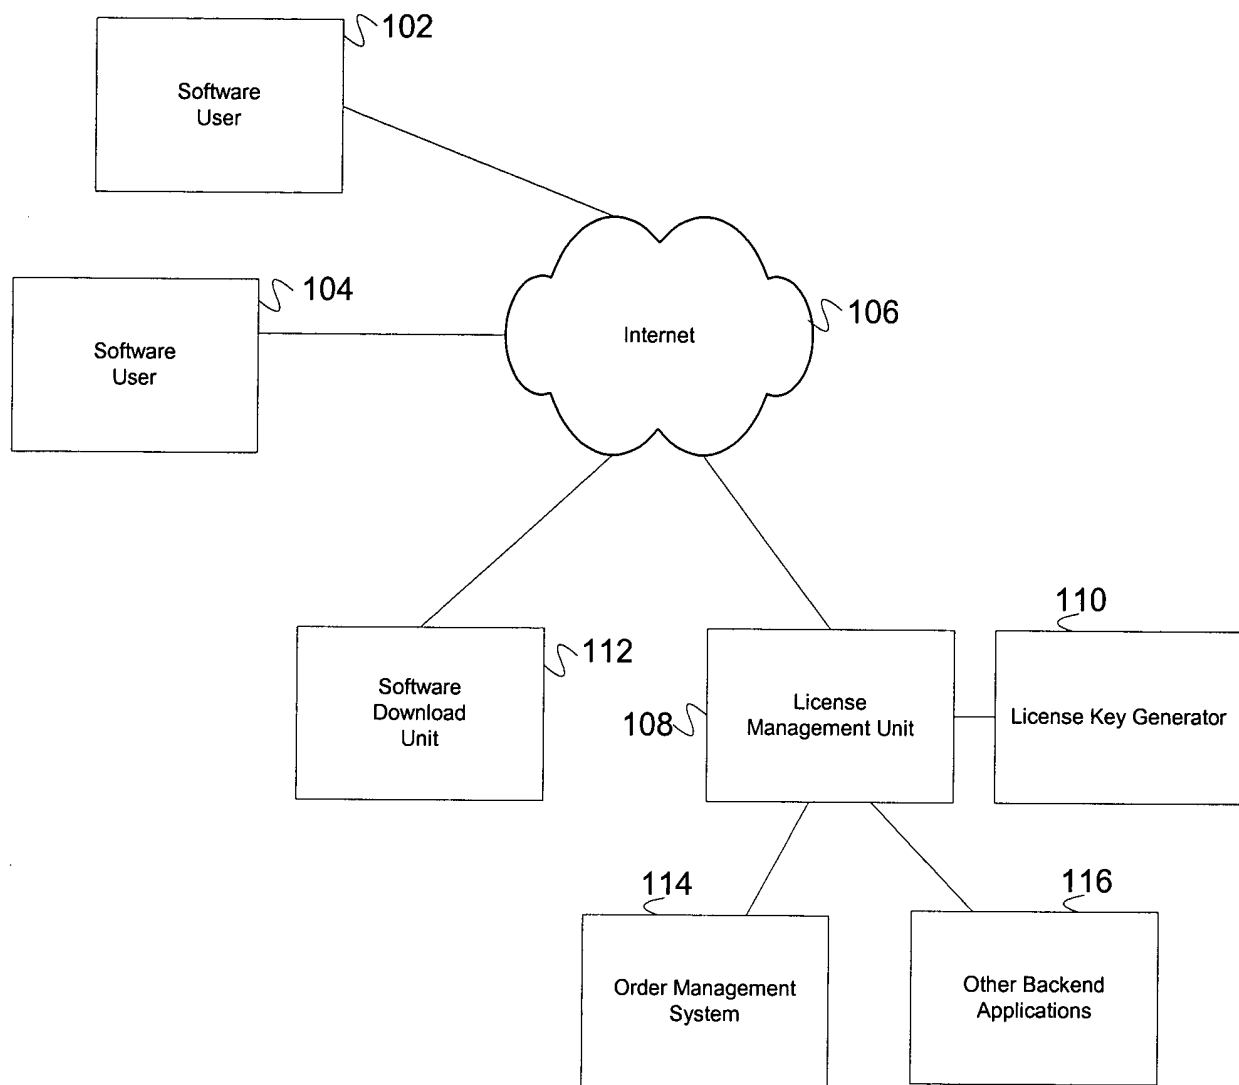 102
Software
User
104
Software
User
106
Internet
112
Software
Download
Unit
108
License
Management Unit
110
License Key Generator
114
Order Management
System
116
Other Backend
Applications